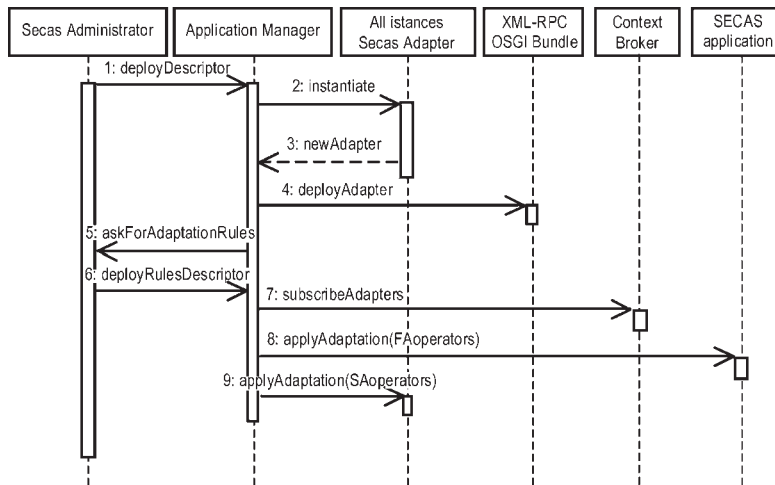 Secas Administrator
Application Manager
All istances
Secas Adapter
XML-RPC
OSGI Bundle
Context
Broker
SECAS
application
1: deployDescriptor
2: instantiate
3: newAdapter
4: deployAdapter
5: askForAdaptationRules
6: deployRulesDescriptor
7: subscribeAdapters
8: applyAdaptation(FAoperators)
9: applyAdaptation(SAoperators)